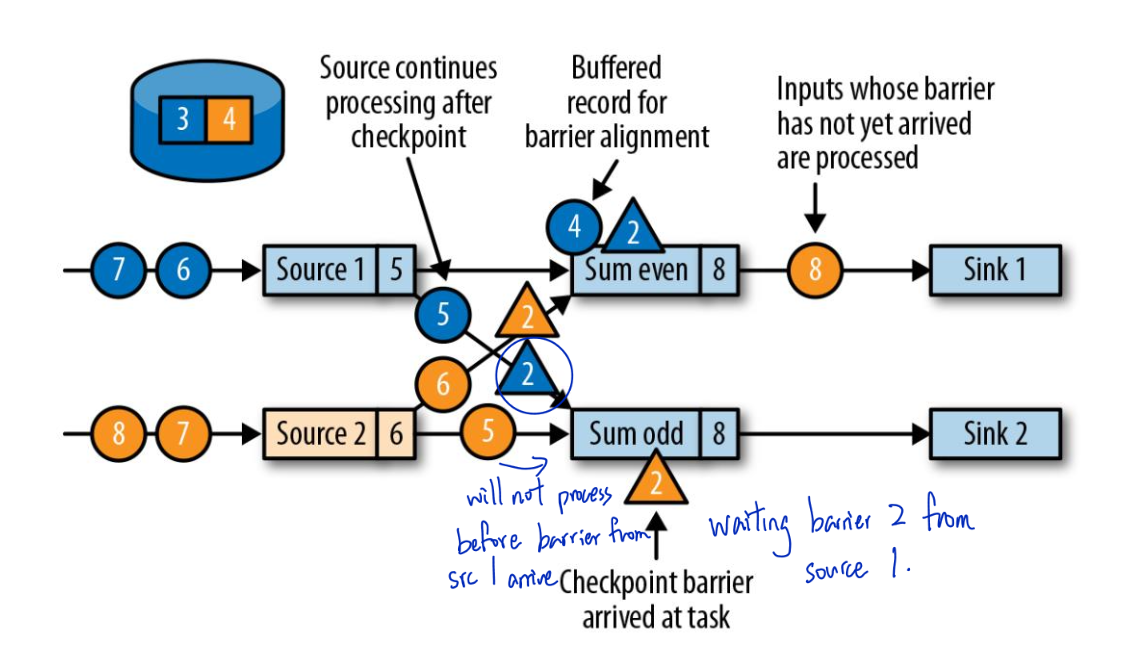 Source continues
processing after
checkpoint
Buffered
record for
barrier alignment
Inputs whose barrier
has not yet arrived
are processed
3 4
4 2
7 6 Source 1 5 Sum even 8 8 Sink 1
5 2
2
6
8 7 Source 2 6 5 Sum odd 8 Sink 2
2
will not process
before barrier from
src 1 arrive
waiting barrier 2 from
source 1.
Checkpoint barrier
arrived at task